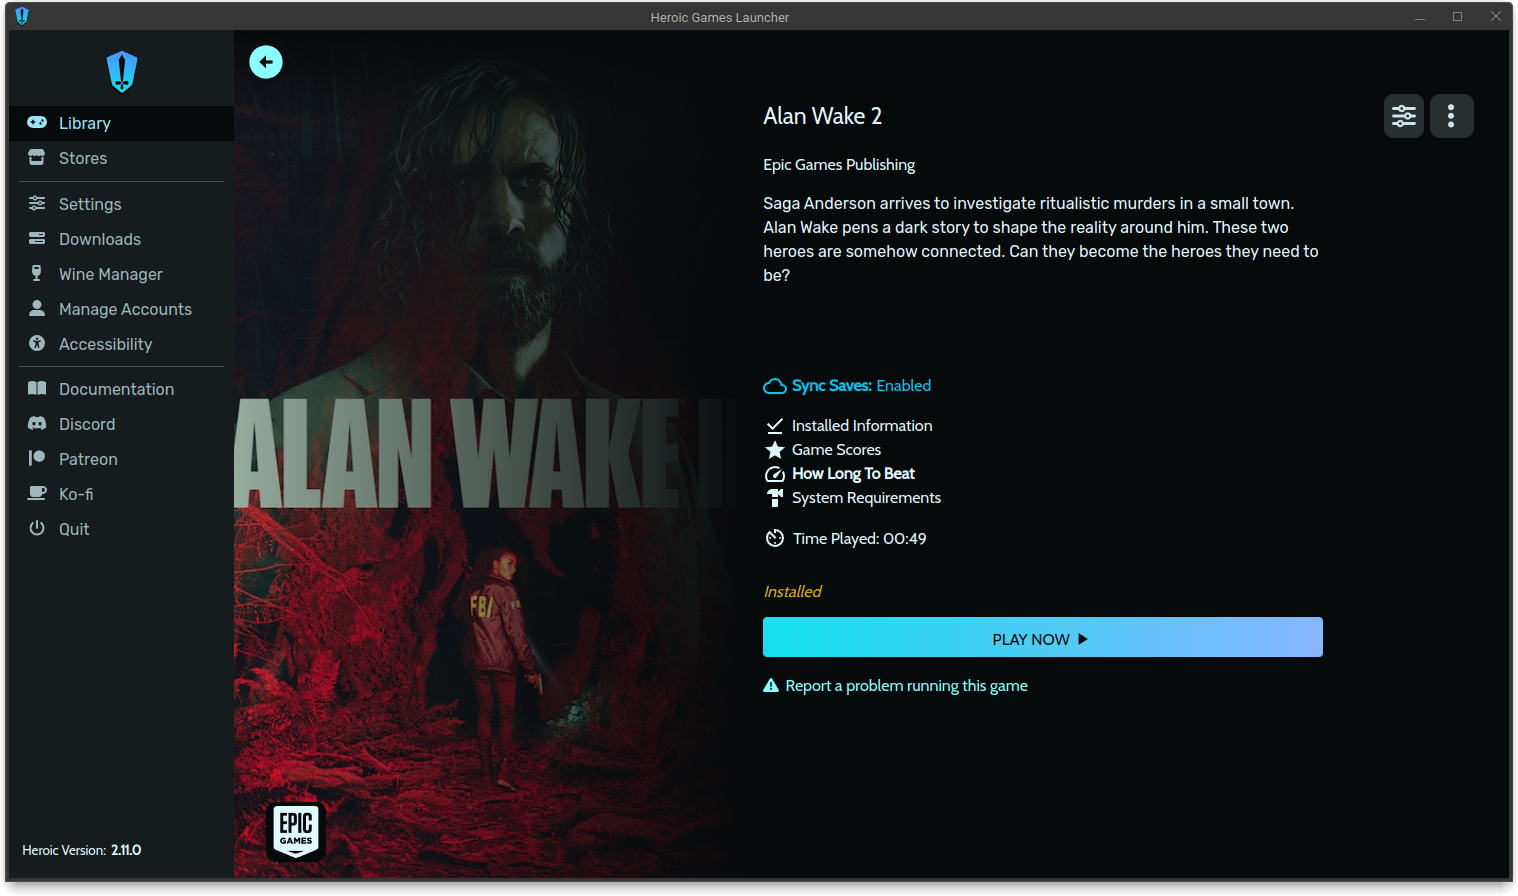 Heroic Games Launcher
Library
Stores
Settings
Downloads
Wine Manager
Manage Accounts
Accessibility
Documentation
Discord
Patreon
Ko-fi
Quit
Heroic Version: 2.11.0
ALAN WAKE II
FBI
EPIC
GAMES
Alan Wake 2
Epic Games Publishing
Saga Anderson arrives to investigate ritualistic murders in a small town.
Alan Wake pens a dark story to shape the reality around him. These two
heroes are somehow connected. Can they become the heroes they need to
be?
Sync Saves: Enabled
Installed Information
Game Scores
How Long To Beat
System Requirements
Time Played: 00:49
Installed
PLAY NOW
Report a problem running this game